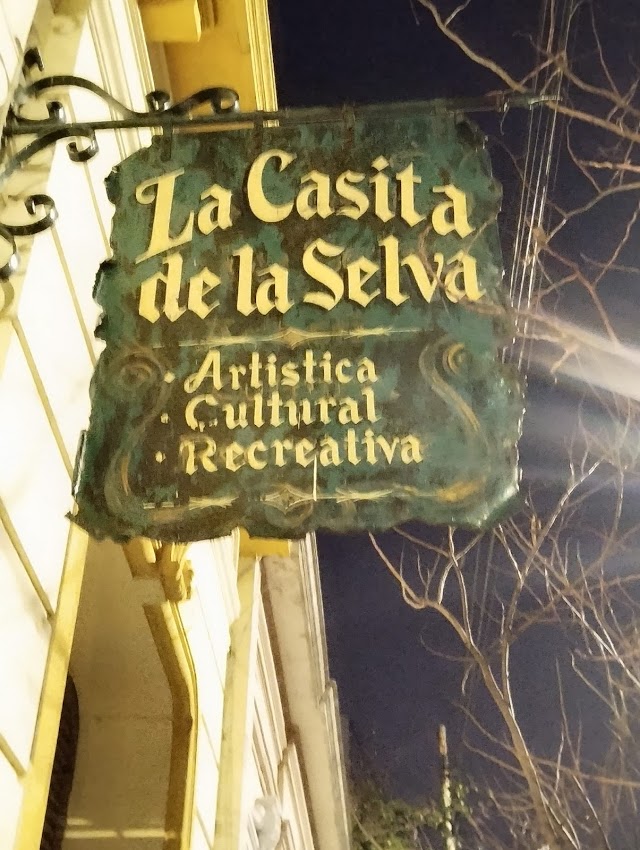 La Casita
de la Selva
· Artistica
· Cultural
· Recreativa